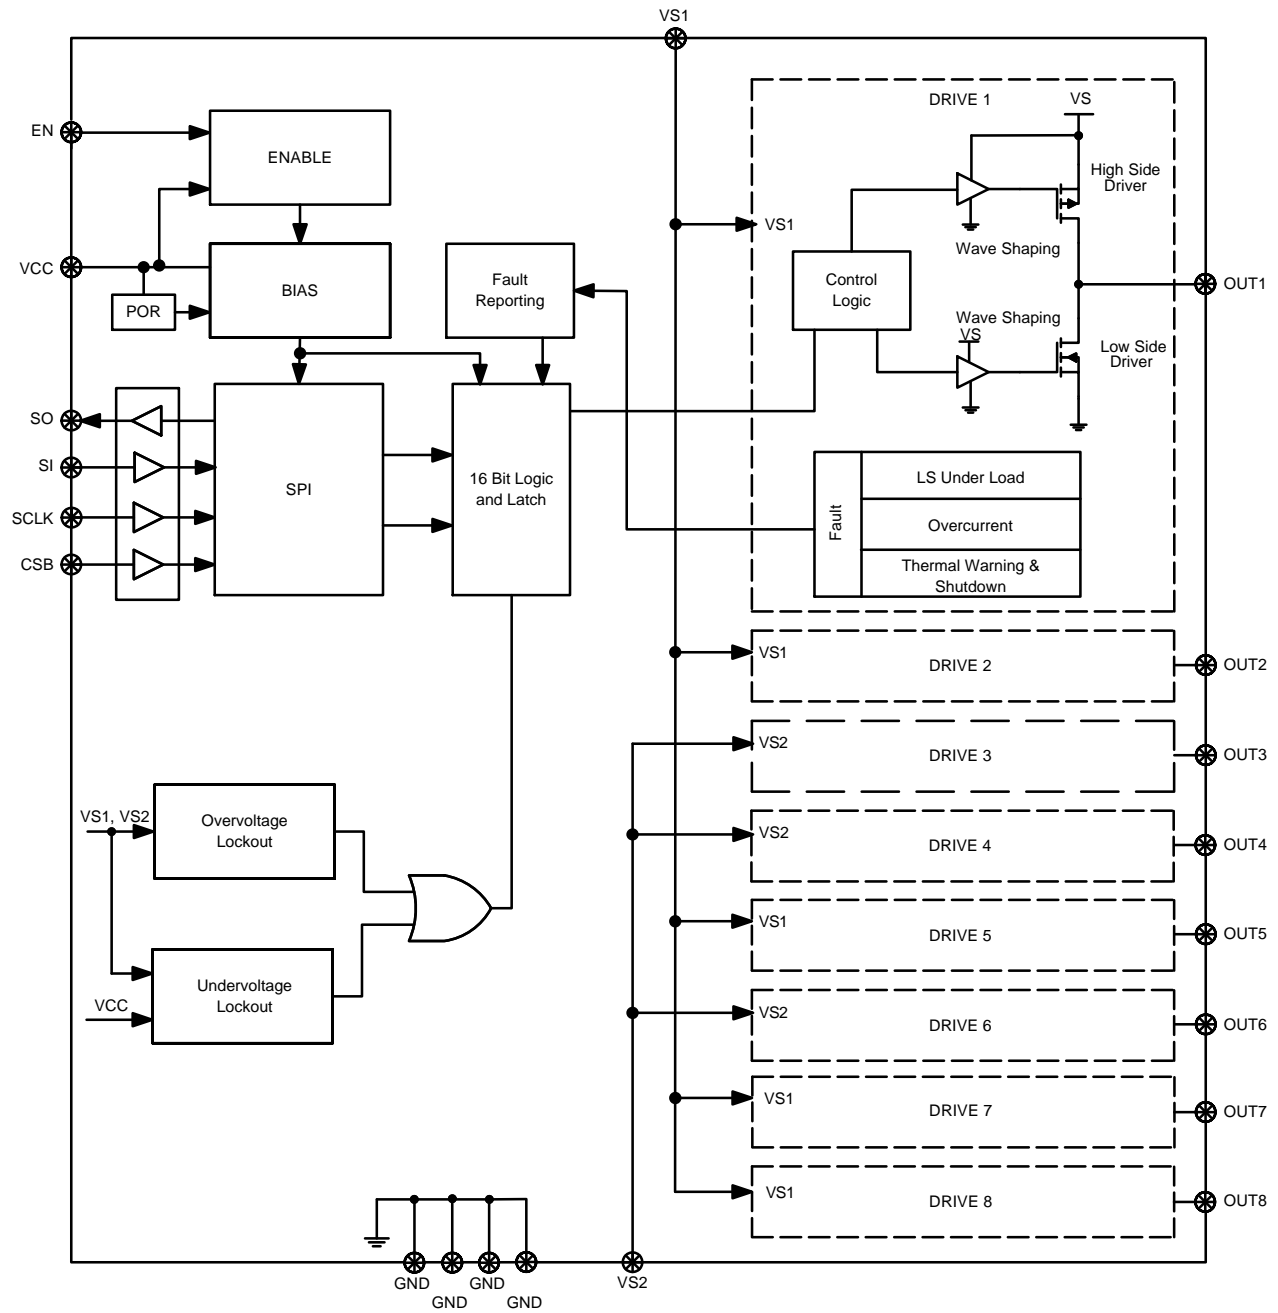 VS1
DRIVE 1
VS
EN
ENABLE
High Side
Driver
VS1
Wave Shaping
VCC
BIAS
POR
Fault
Reporting
Control
Logic
OUT1
Wave Shaping
VS
Low Side
Driver
SO
SI
SCLK
CSB
SPI
16 Bit Logic
and Latch
Fault
LS Under Load
Overcurrent
Thermal Warning &
Shutdown
VS1
DRIVE 2
OUT2
VS2
DRIVE 3
OUT3
VS1, VS2
Overvoltage
Lockout
VS2
DRIVE 4
OUT4
VS1
DRIVE 5
OUT5
VCC
Undervoltage
Lockout
VS2
DRIVE 6
OUT6
VS1
DRIVE 7
OUT7
VS1
DRIVE 8
OUT8
GND
GND
GND
GND
VS2